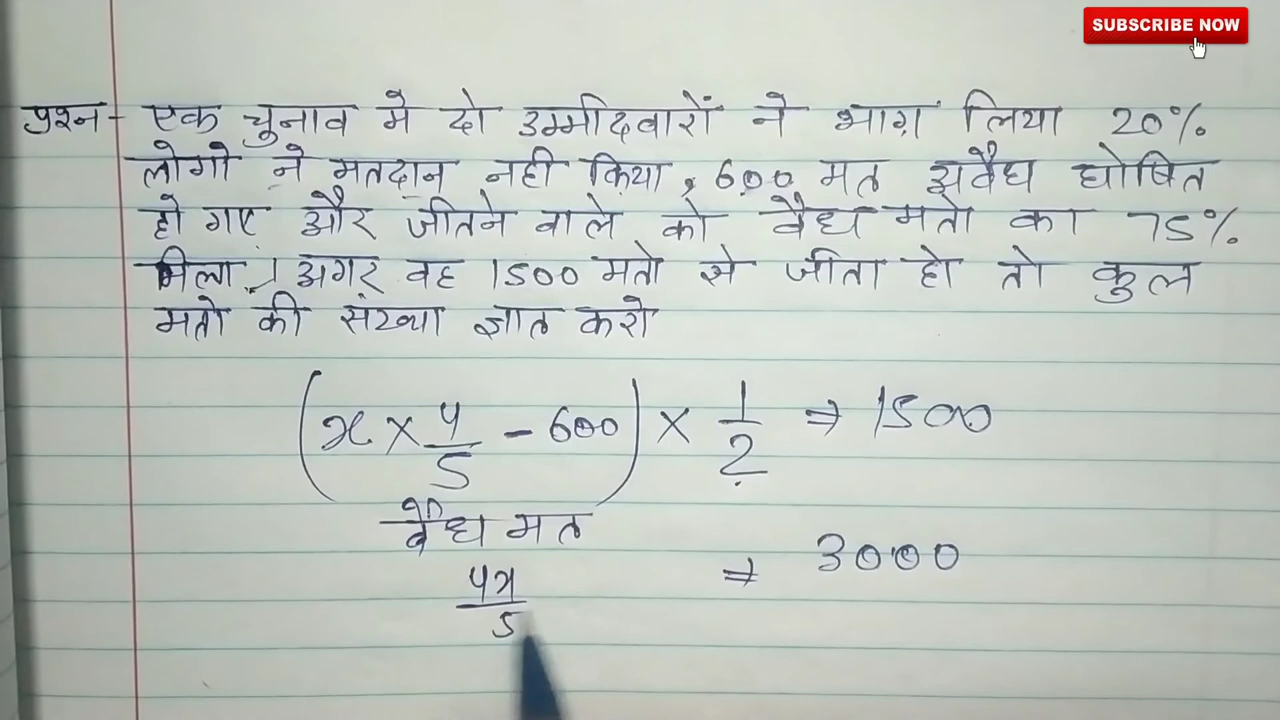 SUBSCRIBE NOW
प्रश्न - एक चुनाव मे दो उम्मीदवारों ने भाग लिया 20%
लोगो ने मतदान नही किया, 600 मत अवैध घोषित
हो गए और जीतने वाले को वैध मतो का 75%
मिला। अगर वह 1500 मतो से जीता हो तो कुल
मतो की संख्या ज्ञात करो
(x × 4/5 - 600) × 1/2 ⇒ 1500
वैध मत
4x/5 ⇒ 3000